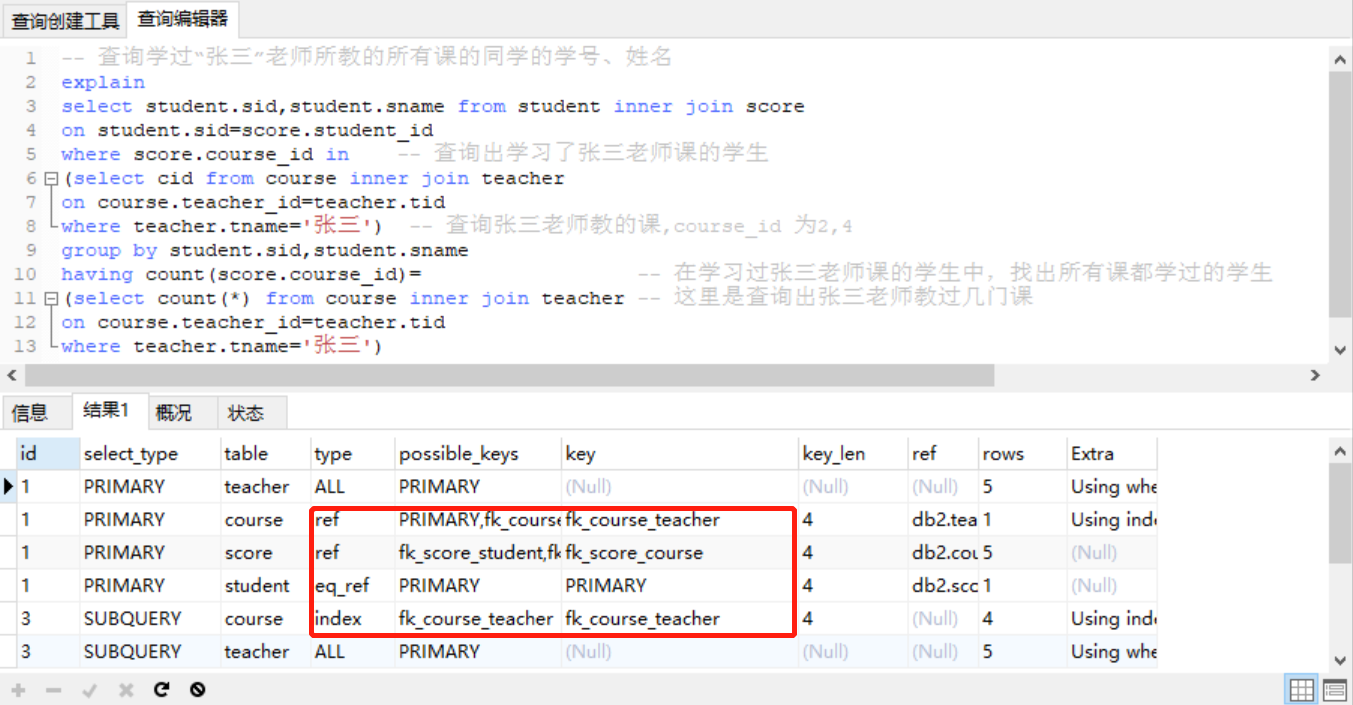 查询创建工具 查询编辑器
1 -- 查询学过“张三”老师所教的所有课的同学的学号、姓名
2 explain
3 select student.sid,student.sname from student inner join score
4 on student.sid=score.student_id
5 where score.course_id in -- 查询出学习了张三老师课的学生
6 (select cid from course inner join teacher
7 on course.teacher_id=teacher.tid
8 where teacher.tname='张三') -- 查询张三老师教的课,course_id 为2,4
9 group by student.sid,student.sname
10 having count(score.course_id)= -- 在学习过张三老师课的学生中，找出所有课都学过的学生
11 (select count(*) from course inner join teacher -- 这里是查询出张三老师教过几门课
12 on course.teacher_id=teacher.tid
13 where teacher.tname='张三')
信息 结果1 概况 状态
id select_type table type possible_keys key key_len ref rows Extra
1 PRIMARY teacher ALL PRIMARY (Null) (Null) (Null) 5 Using whe
1 PRIMARY course ref PRIMARY,fk_course fk_course_teacher 4 db2.tea 1 Using inde
1 PRIMARY score ref fk_score_student,fk fk_score_course 4 db2.cou 5 (Null)
1 PRIMARY student eq_ref PRIMARY PRIMARY 4 db2.scc 1 (Null)
3 SUBQUERY course index fk_course_teacher fk_course_teacher 4 (Null) 4 Using inde
3 SUBQUERY teacher ALL PRIMARY (Null) (Null) (Null) 5 Using whe